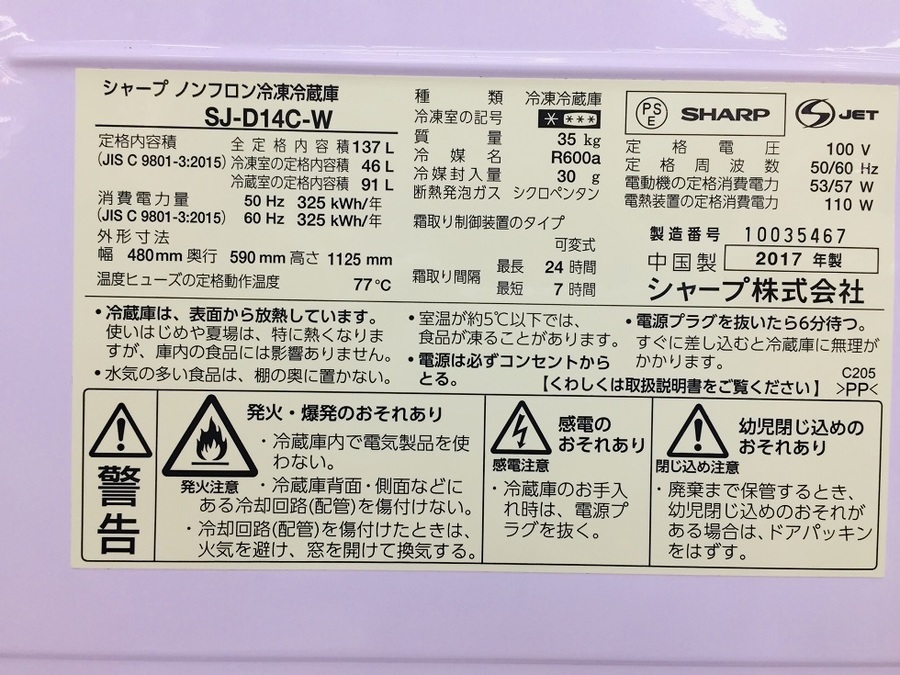 シャープ ノンフロン冷凍冷蔵庫
SJ-D14C-W
定格内容積
(JIS C 9801-3:2015)
全定格内容積 137 L
冷凍室の定格内容積 46 L
冷蔵室の定格内容積 91 L
消費電力量
(JIS C 9801-3:2015)
50 Hz 325 kWh/年
60 Hz 325 kWh/年
外形寸法
幅 480 mm 奥行 590 mm 高さ 1125 mm
温度ヒューズの定格動作温度 77℃
種類 冷凍冷蔵庫
冷凍室の記号 * ***
質量 35 kg
冷媒名 R600a
冷媒封入量 30 g
断熱発泡ガス シクロペンタン
霜取り制御装置のタイプ
可変式
霜取り間隔
最長 24 時間
最短 7 時間
PS
E
SHARP
S JET
定格電圧 100 V
定格周波数 50/60 Hz
電動機の定格消費電力 53/57 W
電熱装置の定格消費電力 110 W
製造番号 10035467
中国製 2017 年製
シャープ株式会社
・冷蔵庫は、表面から放熱しています。
使いはじめや夏場は、特に熱くなりま
すが、庫内の食品には影響ありません。
・水気の多い食品は、棚の奥に置かない。
・室温が約5℃以下では、
食品が凍ることがあります。
・電源は必ずコンセントから
とる。
・電源プラグを抜いたら6分待つ。
すぐに差し込むと冷蔵庫に無理が
かかります。
C205
【くわしくは取扱説明書をご覧ください】 >PP<
警告
発火・爆発のおそれあり
発火注意
・冷蔵庫内で電気製品を使
わない。
・冷蔵庫背面・側面などに
ある冷却回路(配管)を傷付けない。
・冷却回路(配管)を傷付けたときは、
火気を避け、窓を開けて換気する。
感電の
おそれあり
感電注意
・冷蔵庫のお手入
れ時は、電源プ
ラグを抜く。
幼児閉じ込めの
おそれあり
閉じ込め注意
・廃棄まで保管するとき、
幼児閉じ込めのおそれが
ある場合は、ドアパッキン
をはずす。